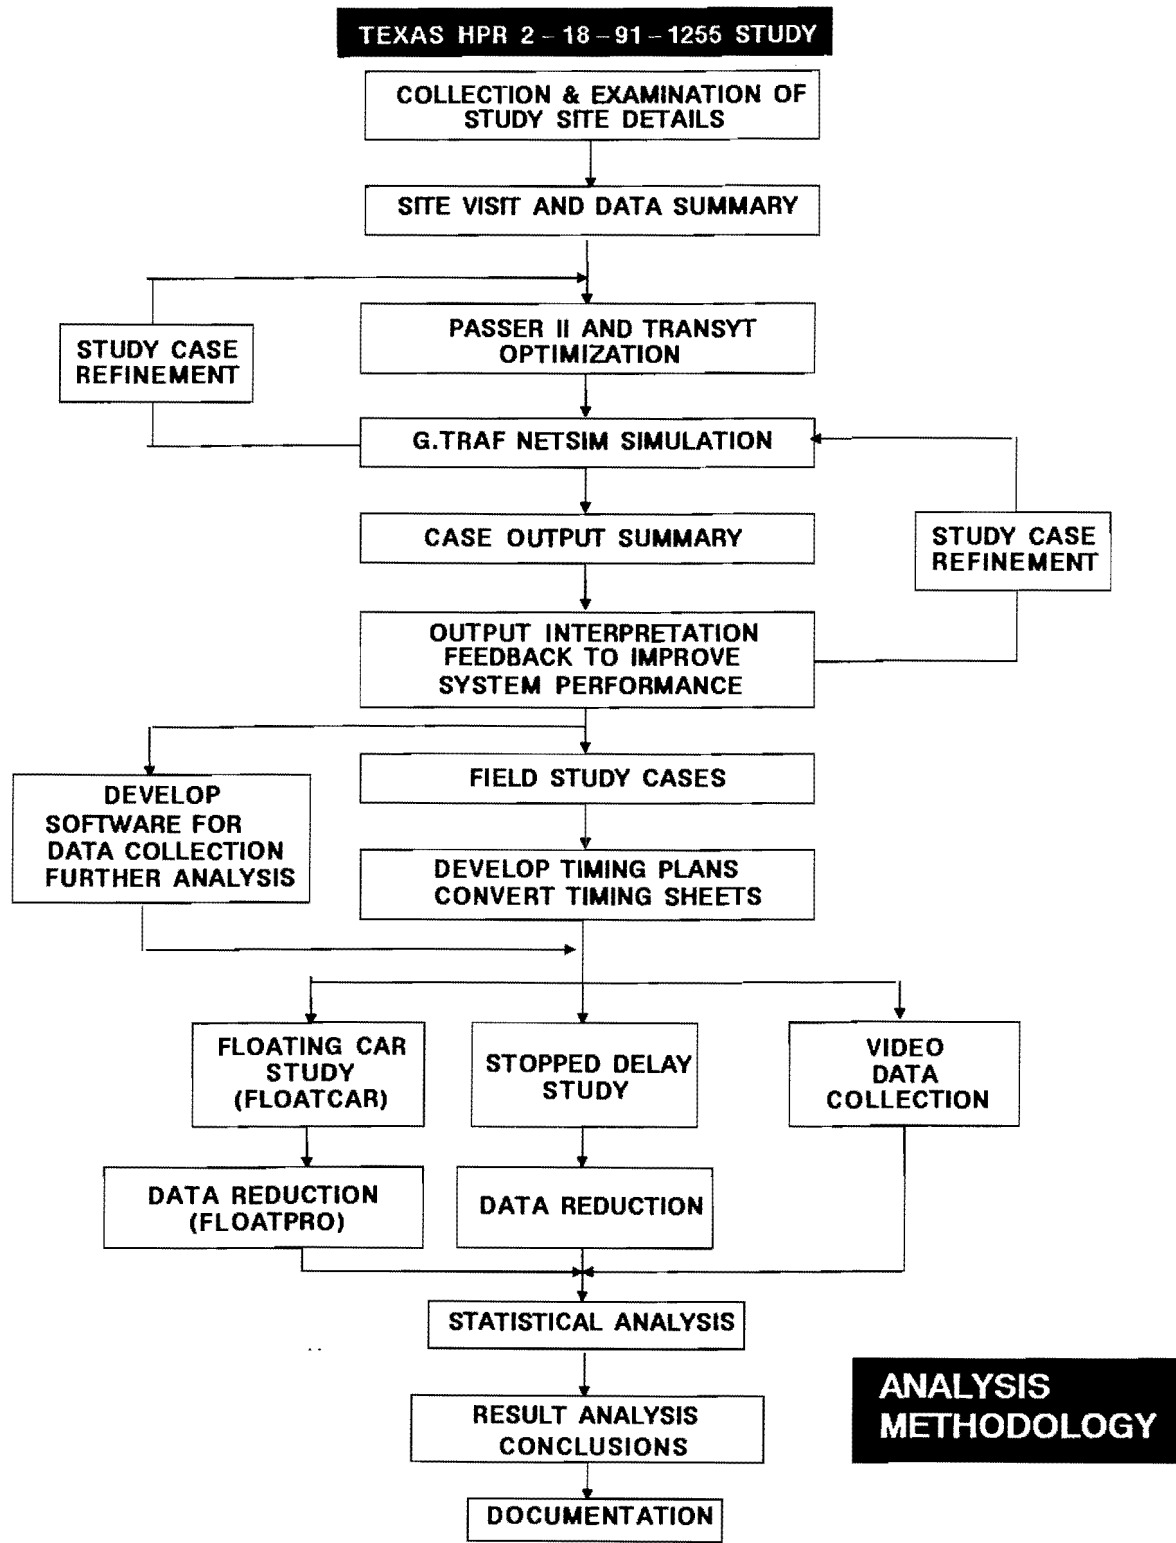 TEXAS HPR 2 – 18 – 91 – 1255 STUDY
COLLECTION & EXAMINATION OF
STUDY SITE DETAILS
SITE VISIT AND DATA SUMMARY
STUDY CASE
REFINEMENT
PASSER II AND TRANSYT
OPTIMIZATION
G.TRAF NETSIM SIMULATION
CASE OUTPUT SUMMARY
STUDY CASE
REFINEMENT
OUTPUT INTERPRETATION
FEEDBACK TO IMPROVE
SYSTEM PERFORMANCE
FIELD STUDY CASES
DEVELOP
SOFTWARE FOR
DATA COLLECTION
FURTHER ANALYSIS
DEVELOP TIMING PLANS
CONVERT TIMING SHEETS
FLOATING CAR
STUDY
(FLOATCAR)
STOPPED DELAY
STUDY
VIDEO
DATA
COLLECTION
DATA REDUCTION
(FLOATPRO)
DATA REDUCTION
STATISTICAL ANALYSIS
RESULT ANALYSIS
CONCLUSIONS
DOCUMENTATION
ANALYSIS
METHODOLOGY